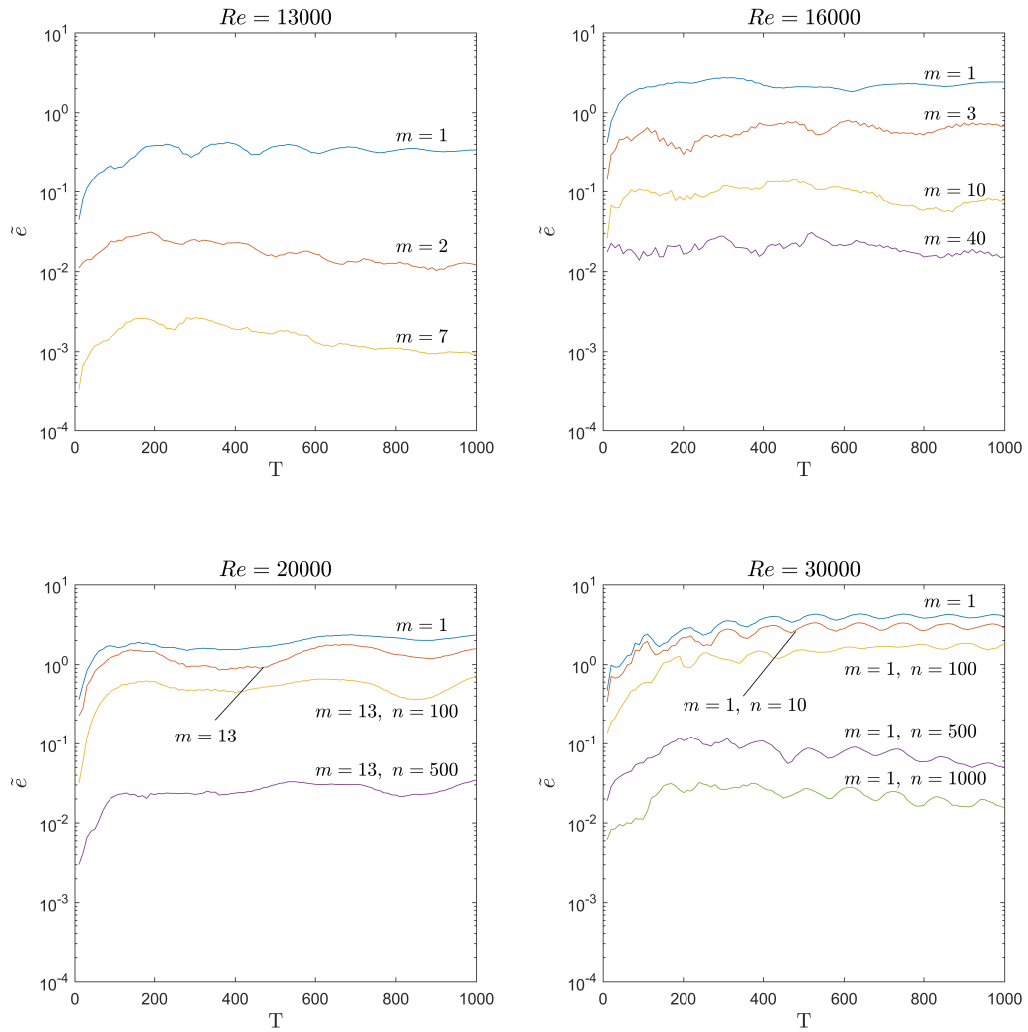 Re = 13000
10^1
10^0
10^-1
10^-2
10^-3
10^-4
ẽ
m = 1
m = 2
m = 7
0 200 400 600 800 1000
T
Re = 16000
10^1
10^0
10^-1
10^-2
10^-3
10^-4
ẽ
m = 1
m = 3
m = 10
m = 40
0 200 400 600 800 1000
T
Re = 20000
10^1
10^0
10^-1
10^-2
10^-3
10^-4
ẽ
m = 1
m = 13, n = 100
m = 13
m = 13, n = 500
0 200 400 600 800 1000
T
Re = 30000
10^1
10^0
10^-1
10^-2
10^-3
10^-4
ẽ
m = 1
m = 1, n = 100
m = 1, n = 10
m = 1, n = 500
m = 1, n = 1000
0 200 400 600 800 1000
T